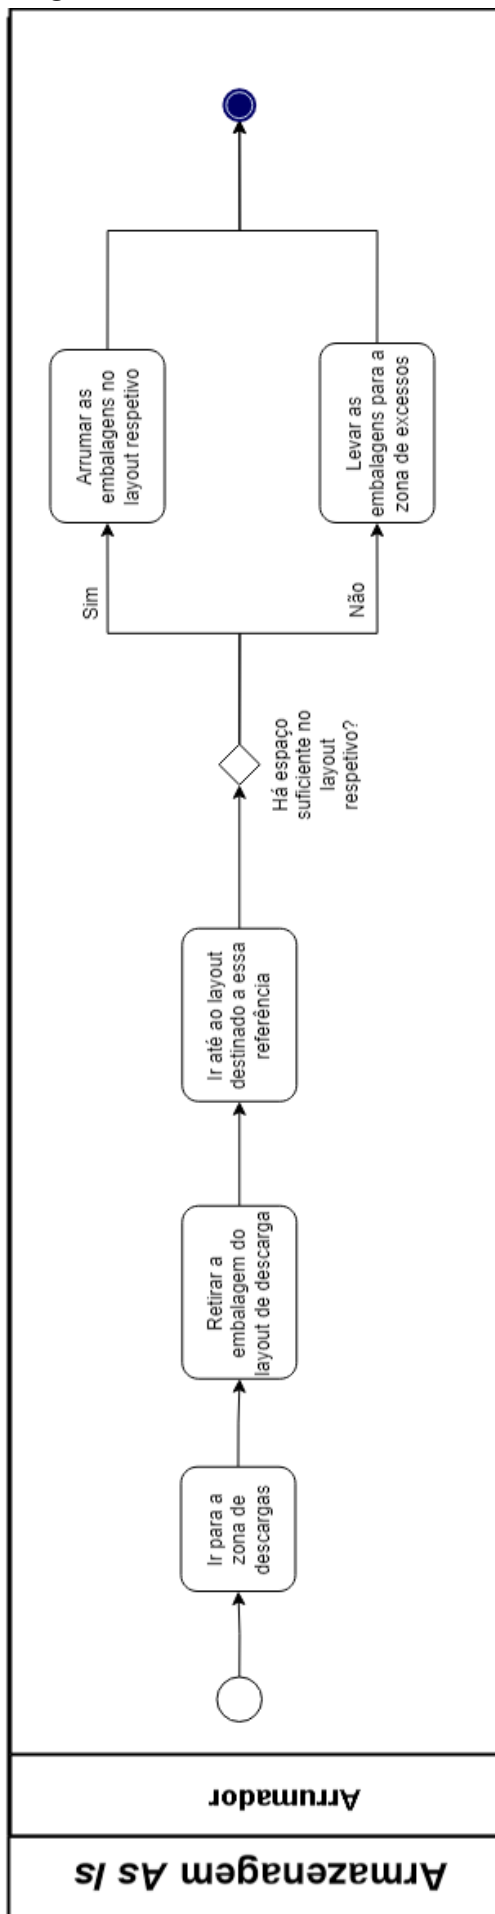 Armazenagem As Is
Arrumador
Ir para a
zona de
descargas
Retirar a
embalagem do
layout de descarga
Ir até ao layout
destinado a essa
referência
Há espaço
suficiente no
layout
respetivo?
Sim
Arrumar as
embalagens no
layout respetivo
Não
Levar as
embalagens para a
zona de excessos